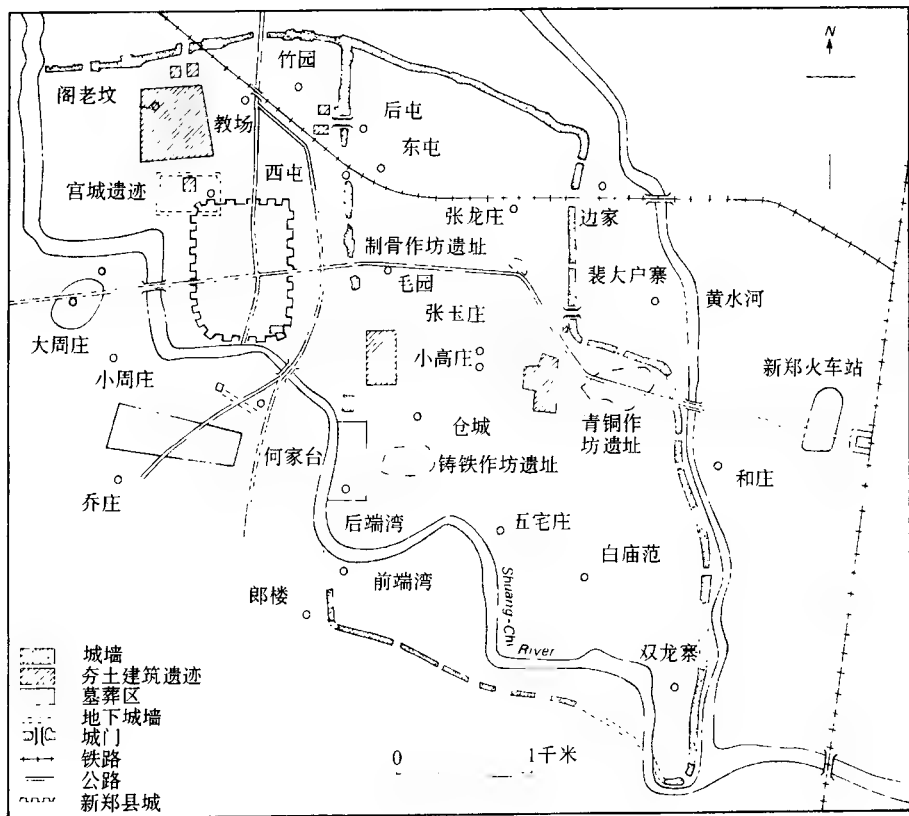 N
竹园
阁老坟
后屯
教场
东屯
西屯
宫城遗迹
张龙庄
边家
制骨作坊遗址
毛园
裴大户寨
黄水河
张玉庄
大周庄
小高庄
小周庄
新郑火车站
仓城
青铜作
坊遗址
何家台
铸铁作坊遗址
和庄
乔庄
后端湾
五宅庄
白庙范
前端湾
郎楼
Shuang-Chi
River
双龙寨
城墙
夯土建筑遗迹
墓葬区
地下城墙
城门
铁路
公路
新郑县城
0 1千米